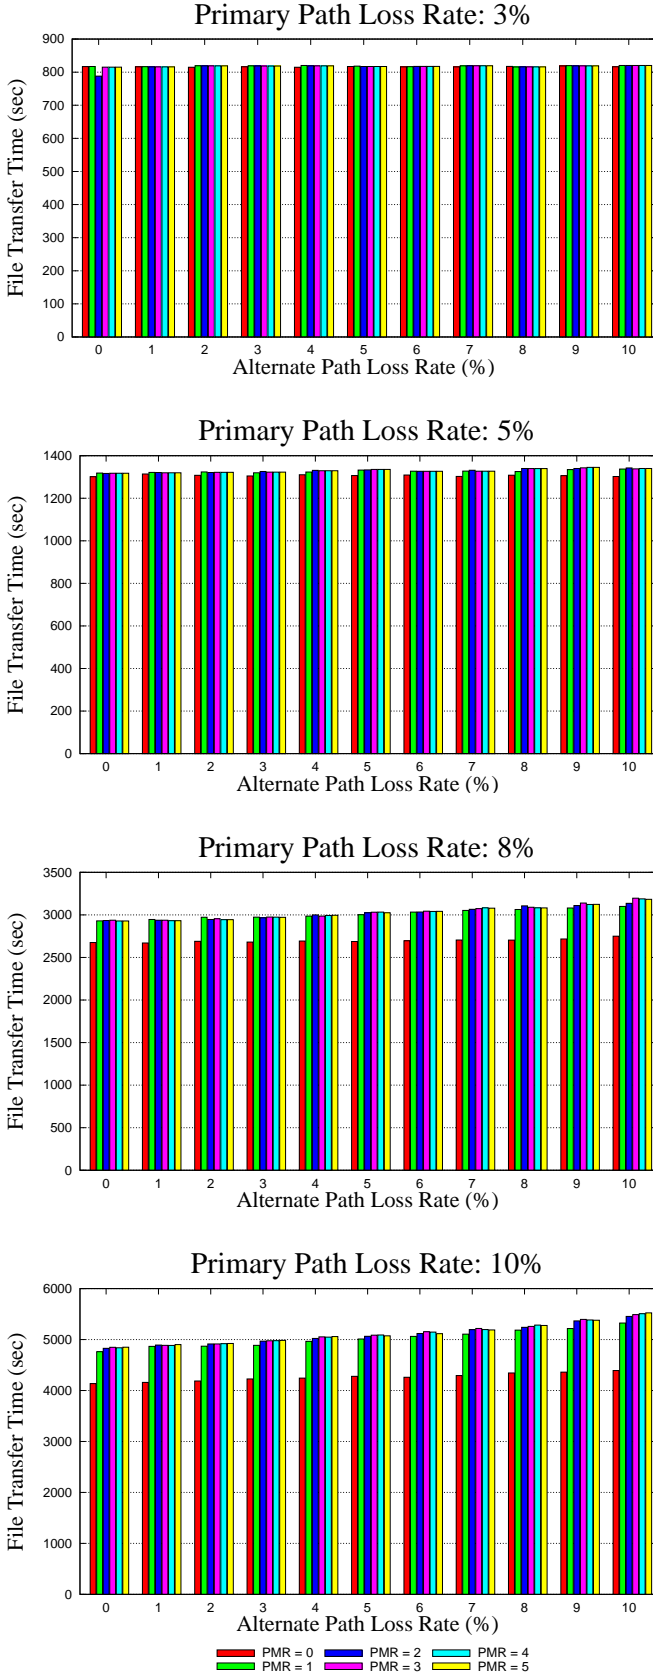 Primary Path Loss Rate: 3%
File Transfer Time (sec)
900
800
700
600
500
400
300
200
100
0
0 1 2 3 4 5 6 7 8 9 10
Alternate Path Loss Rate (%)
Primary Path Loss Rate: 5%
File Transfer Time (sec)
1400
1200
1000
800
600
400
200
0
0 1 2 3 4 5 6 7 8 9 10
Alternate Path Loss Rate (%)
Primary Path Loss Rate: 8%
File Transfer Time (sec)
3500
3000
2500
2000
1500
1000
500
0
0 1 2 3 4 5 6 7 8 9 10
Alternate Path Loss Rate (%)
Primary Path Loss Rate: 10%
File Transfer Time (sec)
6000
5000
4000
3000
2000
1000
0
0 1 2 3 4 5 6 7 8 9 10
Alternate Path Loss Rate (%)
PMR = 0 PMR = 2 PMR = 4
PMR = 1 PMR = 3 PMR = 5